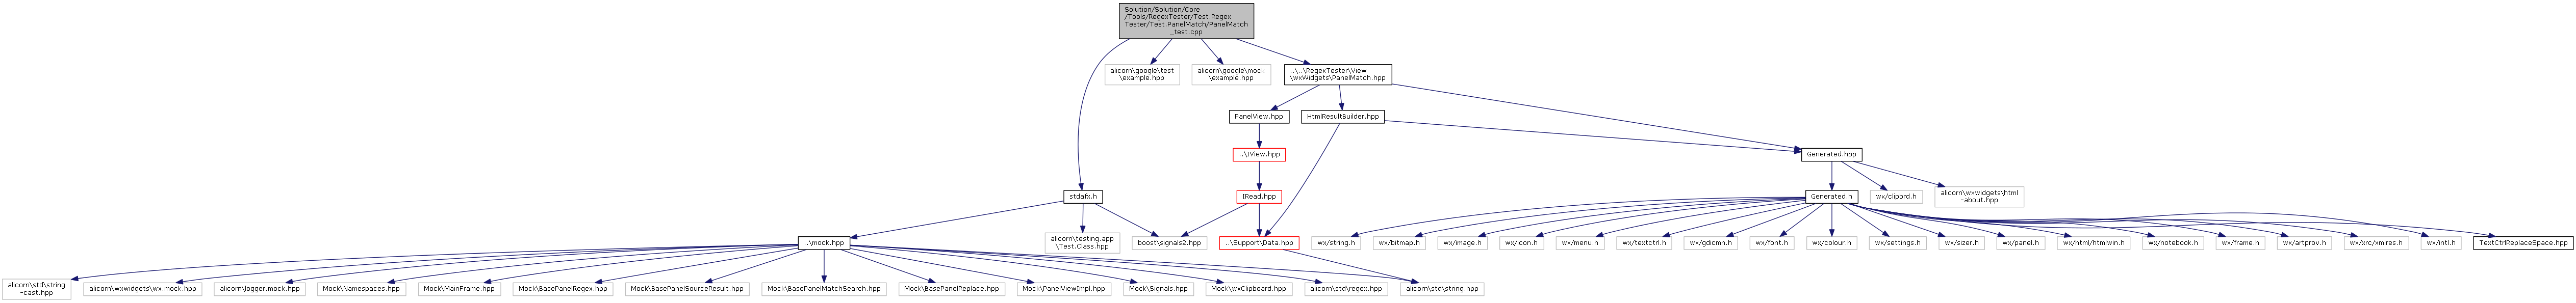 Solution/Solution/Core
/Tools/RegexTester/Test.Regex
Tester/Test.PanelMatch/PanelMatch
_test.cpp
alicorn\google\test
\example.hpp
alicorn\google\mock
\example.hpp
..\..\RegexTester\View
\wxWidgets\PanelMatch.hpp
PanelView.hpp
HtmlResultBuilder.hpp
..\IView.hpp
Generated.hpp
stdafx.h
IRead.hpp
Generated.h
wx/clipbrd.h
alicorn\wxwidgets\html
-about.hpp
..\mock.hpp
alicorn\testing.app
\Test.Class.hpp
boost\signals2.hpp
..\Support\Data.hpp
wx/string.h
wx/bitmap.h
wx/image.h
wx/icon.h
wx/menu.h
wx/textctrl.h
wx/gdicmn.h
wx/font.h
wx/colour.h
wx/settings.h
wx/sizer.h
wx/panel.h
wx/html/htmlwin.h
wx/notebook.h
wx/frame.h
wx/artprov.h
wx/xrc/xmlres.h
wx/intl.h
TextCtrlReplaceSpace.hpp
alicorn\std\string
-cast.hpp
alicorn\wxwidgets\wx.mock.hpp
alicorn\logger.mock.hpp
Mock\Namespaces.hpp
Mock\MainFrame.hpp
Mock\BasePanelRegex.hpp
Mock\BasePanelSourceResult.hpp
Mock\BasePanelMatchSearch.hpp
Mock\BasePanelReplace.hpp
Mock\PanelViewImpl.hpp
Mock\Signals.hpp
Mock\wxClipboard.hpp
alicorn\std\regex.hpp
alicorn\std\string.hpp